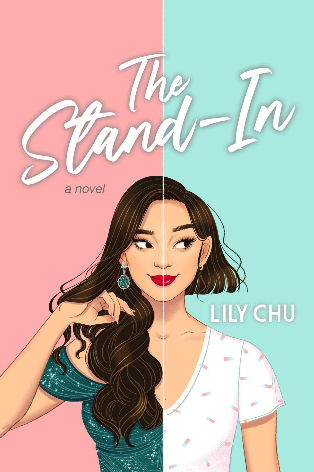 The
Stand-In
a novel
LILY CHU